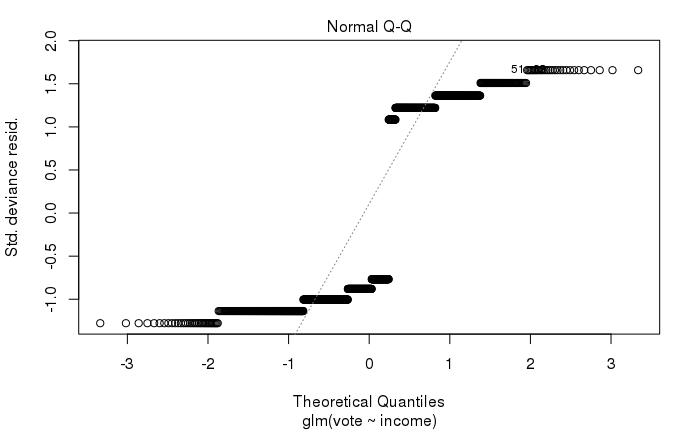 Normal Q-Q
Std. deviance resid.
2.0
1.5
1.0
0.5
0.0
-0.5
-1.0
-3 -2 -1 0 1 2 3
Theoretical Quantiles
glm(vote ~ income)